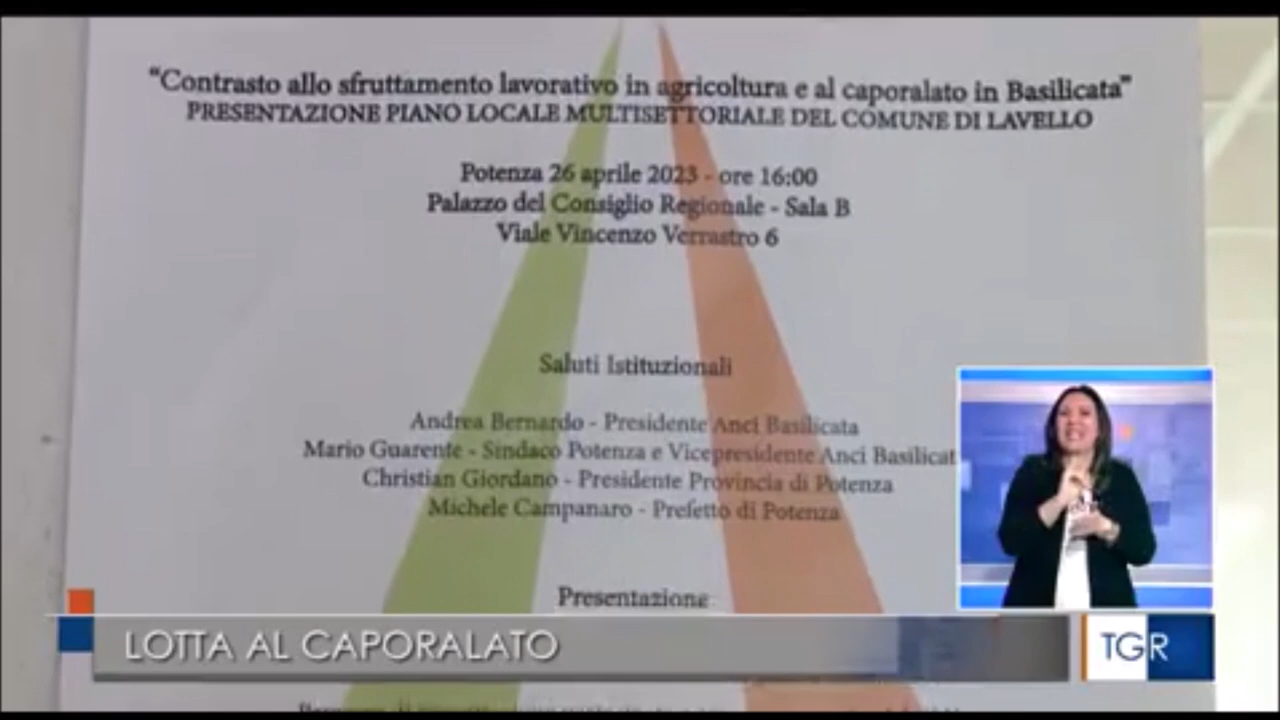 "Contrasto allo sfruttamento lavorativo in agricoltura e al caporalato in Basilicata"
PRESENTAZIONE PIANO LOCALE MULTISETTORIALE DEL COMUNE DI LAVELLO
Potenza 26 aprile 2023 - ore 16:00
Palazzo del Consiglio Regionale - Sala B
Viale Vincenzo Verrastro 6
Saluti Istituzionali
Andrea Bernardo - Presidente Anci Basilicata
Mario Guarente - Sindaco Potenza e Vicepresidente Anci Basilicat
Christian Giordano - Presidente Provincia di Potenza
Michele Campanaro - Prefetto di Potenza
Presentazione
LOTTA AL CAPORALATO
TGR